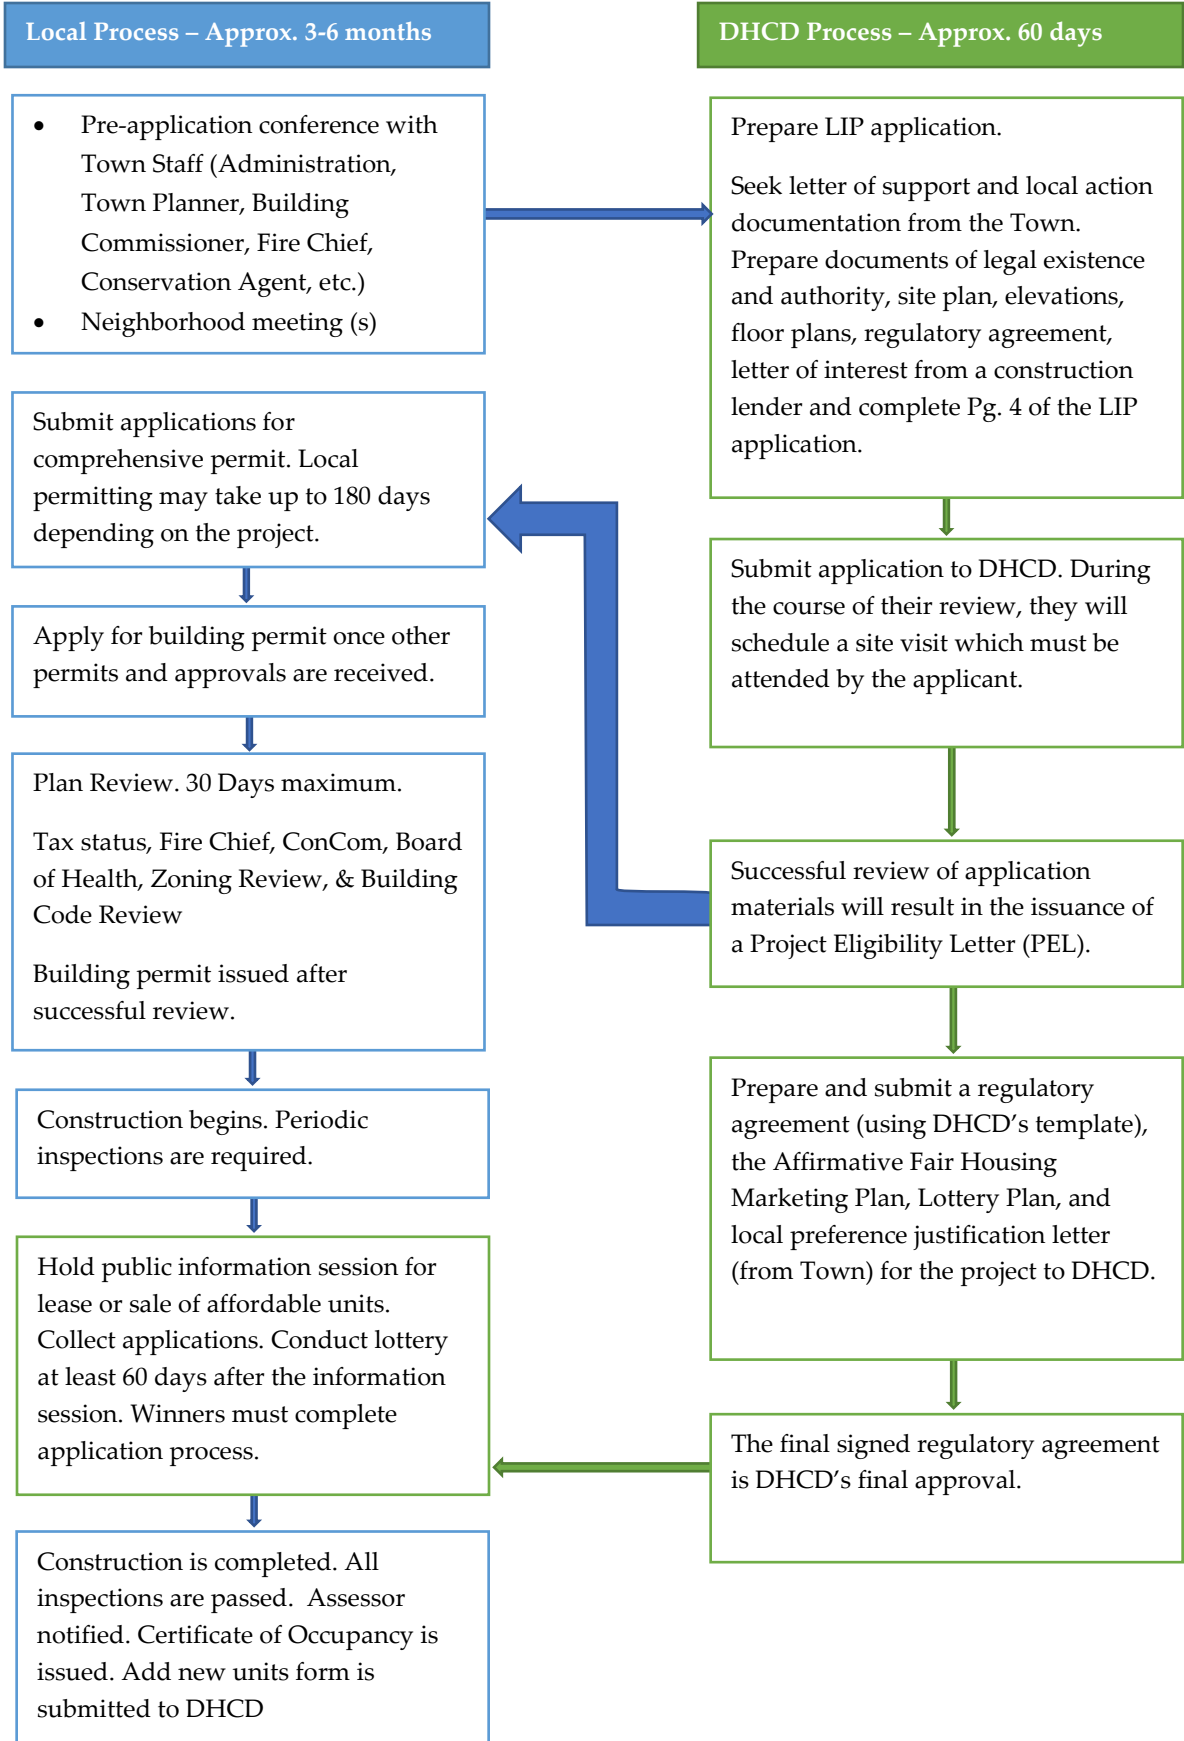 Local Process – Approx. 3-6 months
• Pre-application conference with
Town Staff (Administration,
Town Planner, Building
Commissioner, Fire Chief,
Conservation Agent, etc.)
• Neighborhood meeting (s)
Submit applications for
comprehensive permit. Local
permitting may take up to 180 days
depending on the project.
Apply for building permit once other
permits and approvals are received.
Plan Review. 30 Days maximum.
Tax status, Fire Chief, ConCom, Board
of Health, Zoning Review, & Building
Code Review
Building permit issued after
successful review.
Construction begins. Periodic
inspections are required.
Hold public information session for
lease or sale of affordable units.
Collect applications. Conduct lottery
at least 60 days after the information
session. Winners must complete
application process.
Construction is completed. All
inspections are passed.  Assessor
notified. Certificate of Occupancy is
issued. Add new units form is
submitted to DHCD
DHCD Process – Approx. 60 days
Prepare LIP application.
Seek letter of support and local action
documentation from the Town.
Prepare documents of legal existence
and authority, site plan, elevations,
floor plans, regulatory agreement,
letter of interest from a construction
lender and complete Pg. 4 of the LIP
application.
Submit application to DHCD. During
the course of their review, they will
schedule a site visit which must be
attended by the applicant.
Successful review of application
materials will result in the issuance of
a Project Eligibility Letter (PEL).
Prepare and submit a regulatory
agreement (using DHCD’s template),
the Affirmative Fair Housing
Marketing Plan, Lottery Plan, and
local preference justification letter
(from Town) for the project to DHCD.
The final signed regulatory agreement
is DHCD’s final approval.